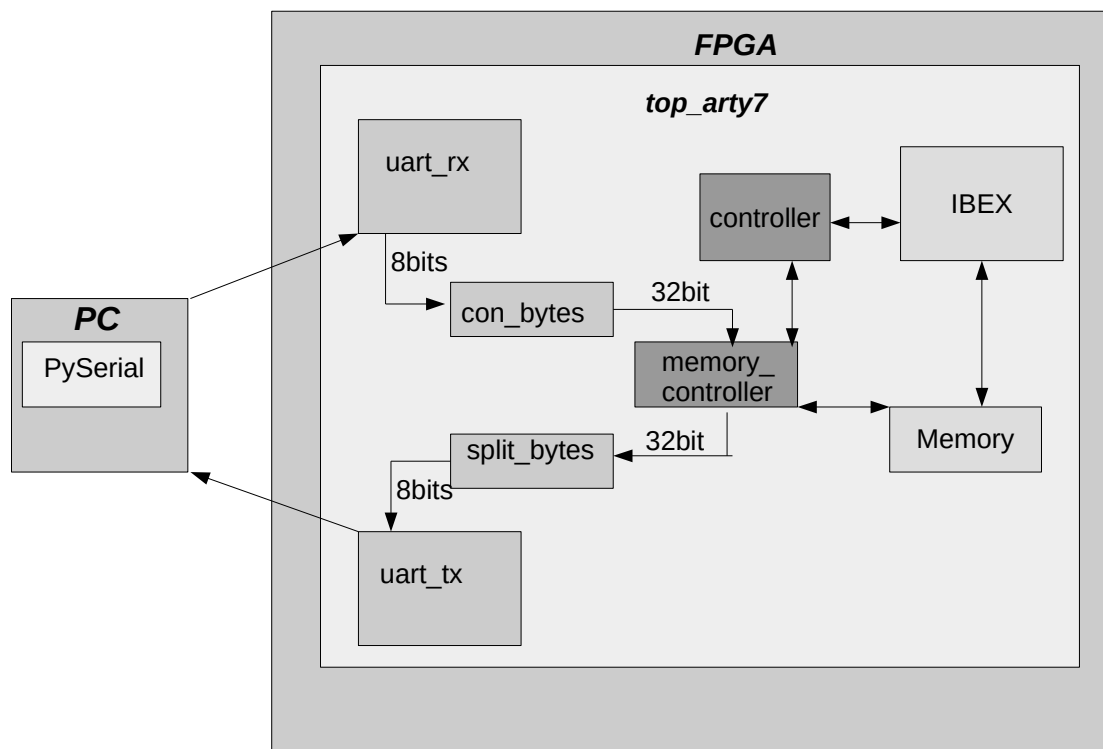 FPGA
top_arty7
uart_rx
controller
IBEX
8bits
con_bytes
32bit
PC
PySerial
memory_
controller
Memory
split_bytes
32bit
8bits
uart_tx